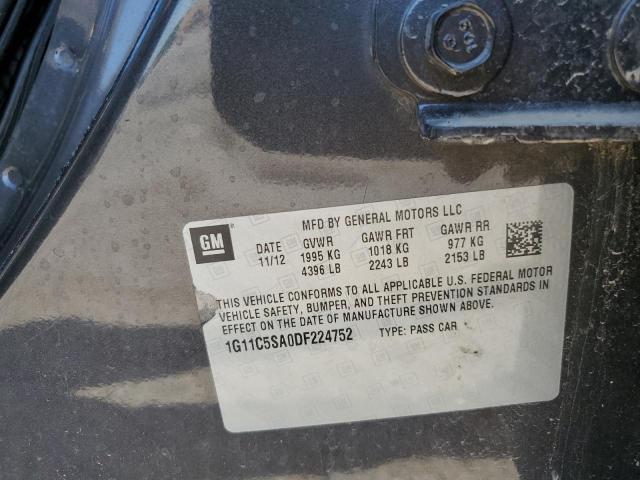 GM
MFD BY GENERAL MOTORS LLC
DATE GVWR GAWR FRT GAWR RR
11/12 1995 KG 1018 KG 977 KG
4396 LB 2243 LB 2153 LB
THIS VEHICLE CONFORMS TO ALL APPLICABLE U.S. FEDERAL MOTOR
VEHICLE SAFETY, BUMPER, AND THEFT PREVENTION STANDARDS IN
EFFECT ON THE DATE OF MANUFACTURE SHOWN ABOVE.
1G11C5SA0DF224752 TYPE: PASS CAR